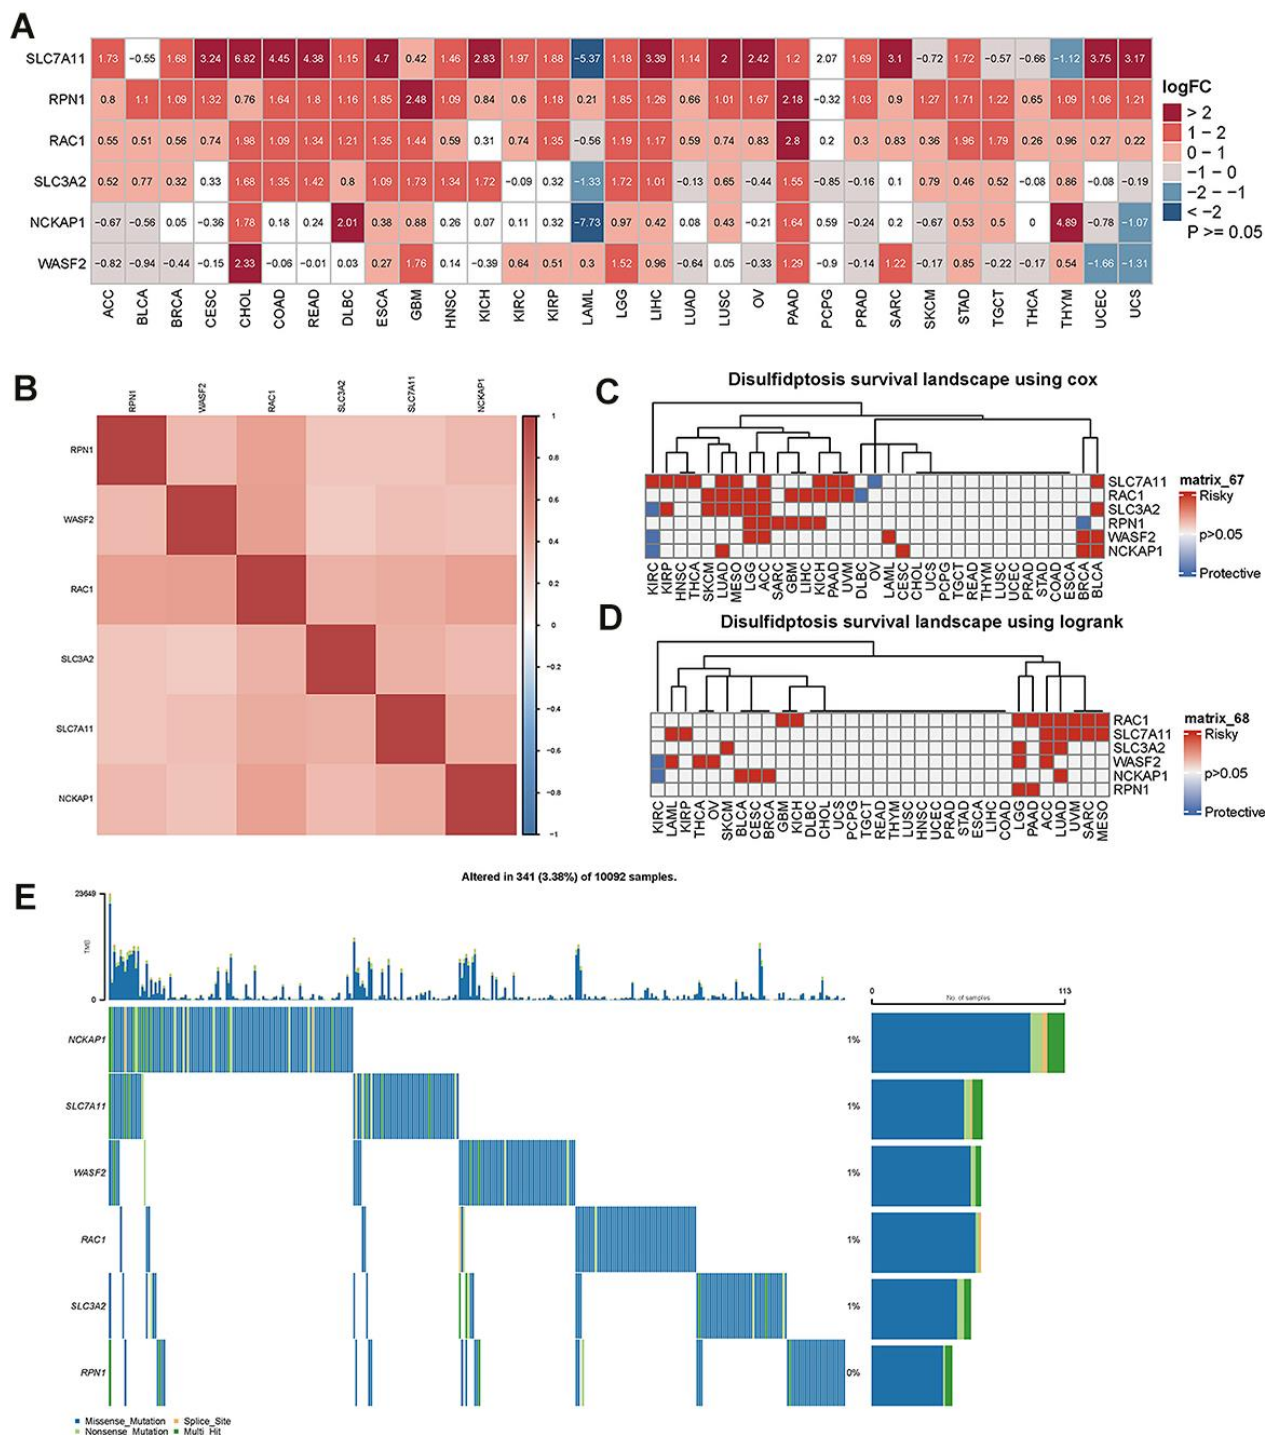 A
SLC7A11 1.73 −0.55 1.68 3.24 6.82 4.45 4.38 1.15 4.7 0.42 1.46 2.83 1.97 1.88 −5.37 1.18 3.39 1.14 2 2.42 1.2 2.07 1.69 3.1 −0.72 1.72 −0.57 −0.66 −1.12 3.75 3.17
RPN1 0.8 1.1 1.09 1.32 0.76 1.64 1.8 1.16 1.85 2.48 1.09 0.84 0.6 1.18 0.21 1.85 1.26 0.66 1.01 1.67 2.18 −0.32 1.03 0.9 1.27 1.71 1.22 0.65 1.09 1.06 1.21
RAC1 0.55 0.51 0.56 0.74 1.98 1.09 1.34 1.21 1.35 1.44 0.59 0.31 0.74 1.35 −0.56 1.19 1.17 0.59 0.74 0.83 2.8 0.2 0.3 0.83 0.36 1.96 1.79 0.26 0.96 0.27 0.22
SLC3A2 0.52 0.77 0.32 0.33 1.68 1.35 1.42 0.8 1.09 1.73 1.34 1.72 −0.09 0.32 −1.33 1.72 1.01 −0.13 0.65 −0.44 1.55 −0.85 −0.16 0.1 0.79 0.46 0.52 −0.08 0.86 −0.08 −0.19
NCKAP1 −0.67 −0.56 0.05 −0.36 1.78 0.18 0.24 2.01 0.38 0.88 0.26 0.07 0.11 0.32 −7.73 0.97 0.42 0.08 0.43 −0.21 1.64 0.59 −0.24 0.2 −0.67 0.53 0.5 0 4.89 −0.78 −1.07
WASF2 −0.82 −0.94 −0.44 −0.15 2.33 −0.06 −0.01 0.03 0.27 1.76 0.14 −0.39 0.64 0.51 0.3 1.52 0.96 −0.64 0.05 −0.33 1.29 −0.9 −0.14 1.22 −0.17 0.85 −0.22 −0.17 0.54 −1.66 −1.31
ACC BLCA BRCA CESC CHOL COAD READ DLBC ESCA GBM HNSC KICH KIRC KIRP LAML LGG LIHC LUAD LUSC OV PAAD PCPG PRAD SARC SKCM STAD TGCT THCA THYM UCEC UCS
logFC
> 2
1 − 2
0 − 1
−1 − 0
−2 − −1
< −2
P >= 0.05
B
RPN1 WASF2 RAC1 SLC3A2 SLC7A11 NCKAP1
RPN1
WASF2
RAC1
SLC3A2
SLC7A11
NCKAP1
1
0.8
0.6
0.4
0.2
0
−0.2
−0.4
−0.6
−0.8
−1
C
Disulfidptosis survival landscape using cox
SLC7A11
RAC1
SLC3A2
RPN1
WASF2
NCKAP1
KIRC KIRP HNSC THCA SKCM LUAD MESO LGG ACC SARC GBM LIHC KICH PAAD UVM DLBC OV LAML CESC CHOL UCS PCPG TGCT READ THYM LUSC UCEC PRAD STAD COAD ESCA BRCA BLCA
matrix_67
Risky
p>0.05
Protective
D
Disulfidptosis survival landscape using logrank
RAC1
SLC7A11
SLC3A2
WASF2
NCKAP1
RPN1
KIRC LAML KIRP THCA OV SKCM BLCA CESC BRCA GBM KICH DLBC CHOL UCS PCPG TGCT READ THYM LUSC HNSC UCEC PRAD STAD ESCA LIHC COAD LGG PAAD ACC LUAD UVM SARC MESO
matrix_68
Risky
p>0.05
Protective
E
Altered in 341 (3.38%) of 10092 samples.
23649
TMB
0
0 113
No. of samples
NCKAP1 1%
SLC7A11 1%
WASF2 1%
RAC1 1%
SLC3A2 1%
RPN1 0%
Missense_Mutation Splice_Site
Nonsense_Mutation Multi_Hit